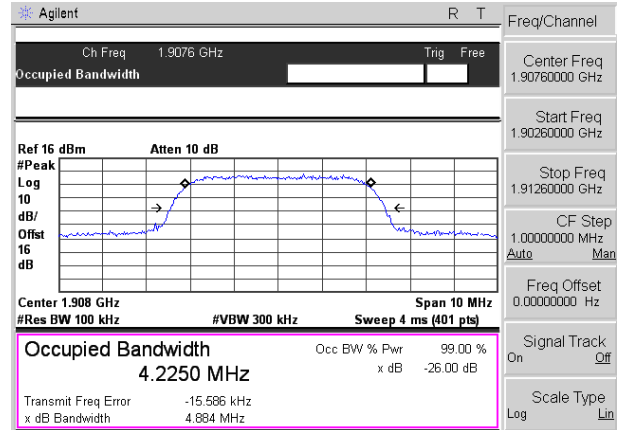 Agilent R T
Freq/Channel
Ch Freq 1.9076 GHz Trig Free
Occupied Bandwidth
Center Freq
1.90760000 GHz
Start Freq
1.90260000 GHz
Ref 16 dBm Atten 10 dB
#Peak
Log
10
dB/
Offst
16
dB
Stop Freq
1.91260000 GHz
CF Step
1.00000000 MHz
Auto Man
Center 1.908 GHz Span 10 MHz
#Res BW 100 kHz #VBW 300 kHz Sweep 4 ms (401 pts)
Freq Offset
0.00000000 Hz
Occupied Bandwidth Occ BW % Pwr 99.00 %
4.2250 MHz x dB -26.00 dB
Signal Track
On Off
Transmit Freq Error -15.586 kHz
x dB Bandwidth 4.884 MHz
Scale Type
Log Lin